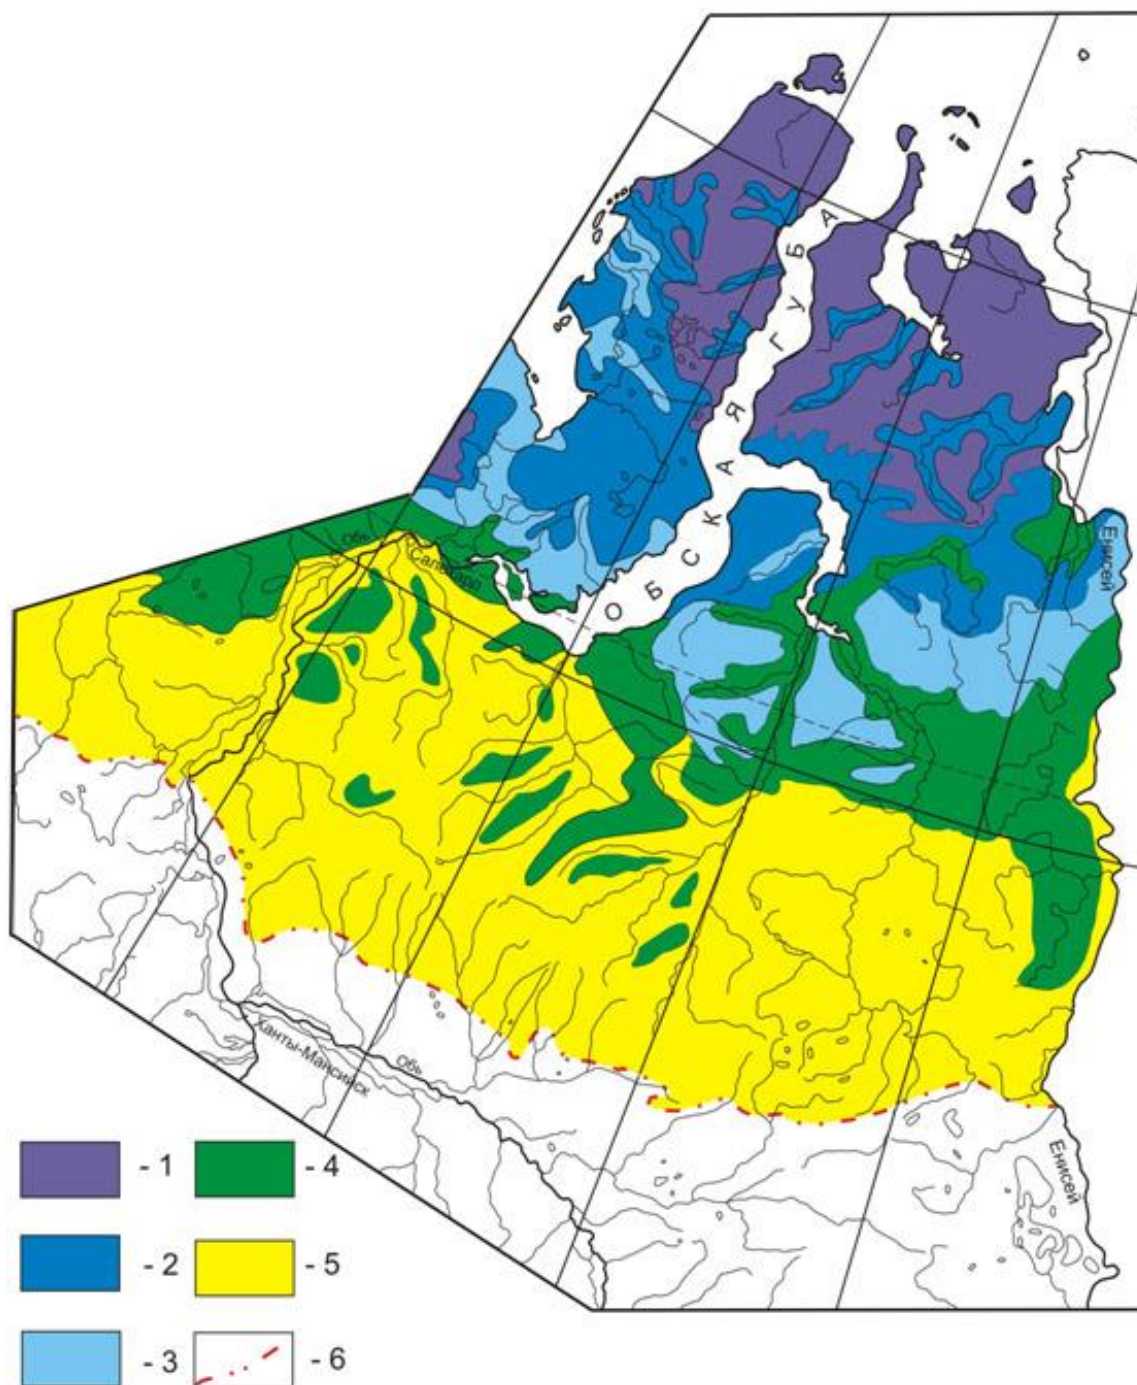 ОБСКАЯ ГУБА
Обь
Салехард
Енисей
Ханты-Мансийск
Обь
Енисей
- 1
- 4
- 2
- 5
- 3
- 6